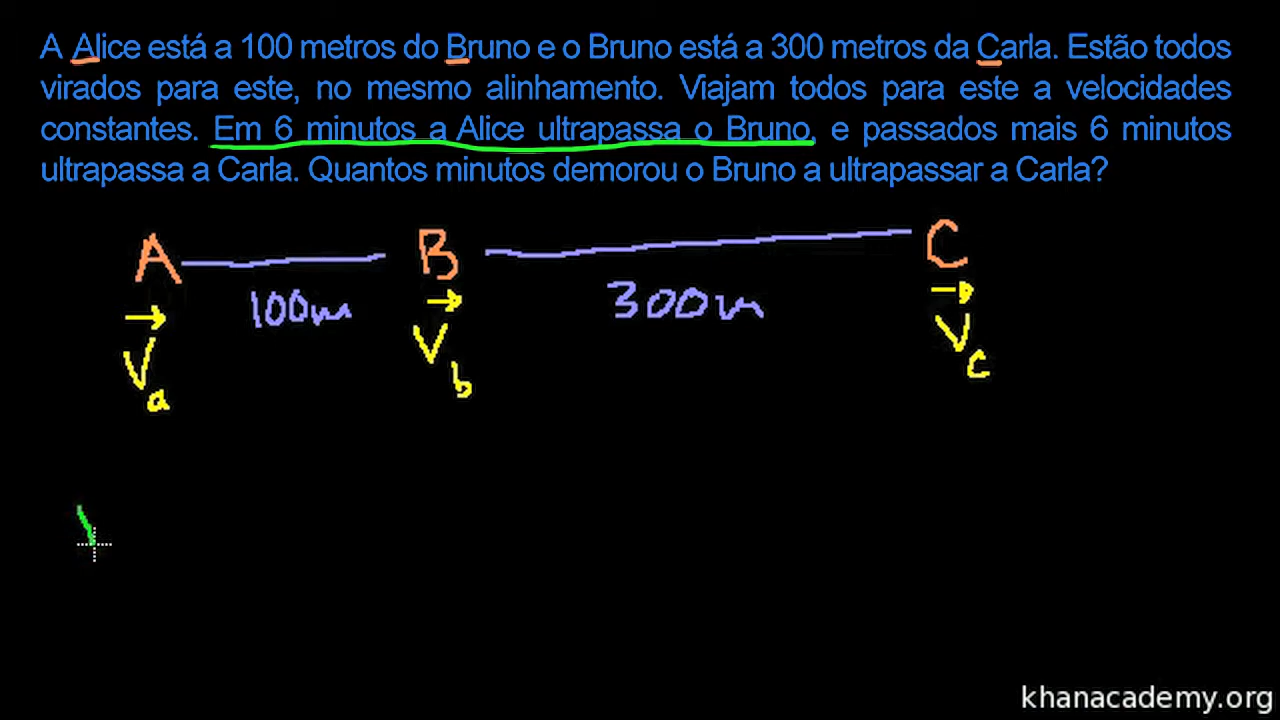 A Alice está a 100 metros do Bruno e o Bruno está a 300 metros da Carla. Estão todos
virados para este, no mesmo alinhamento. Viajam todos para este a velocidades
constantes. Em 6 minutos a Alice ultrapassa o Bruno, e passados mais 6 minutos
ultrapassa a Carla. Quantos minutos demorou o Bruno a ultrapassar a Carla?
A B C
100m 300m
Va Vb Vc
khanacademy.org